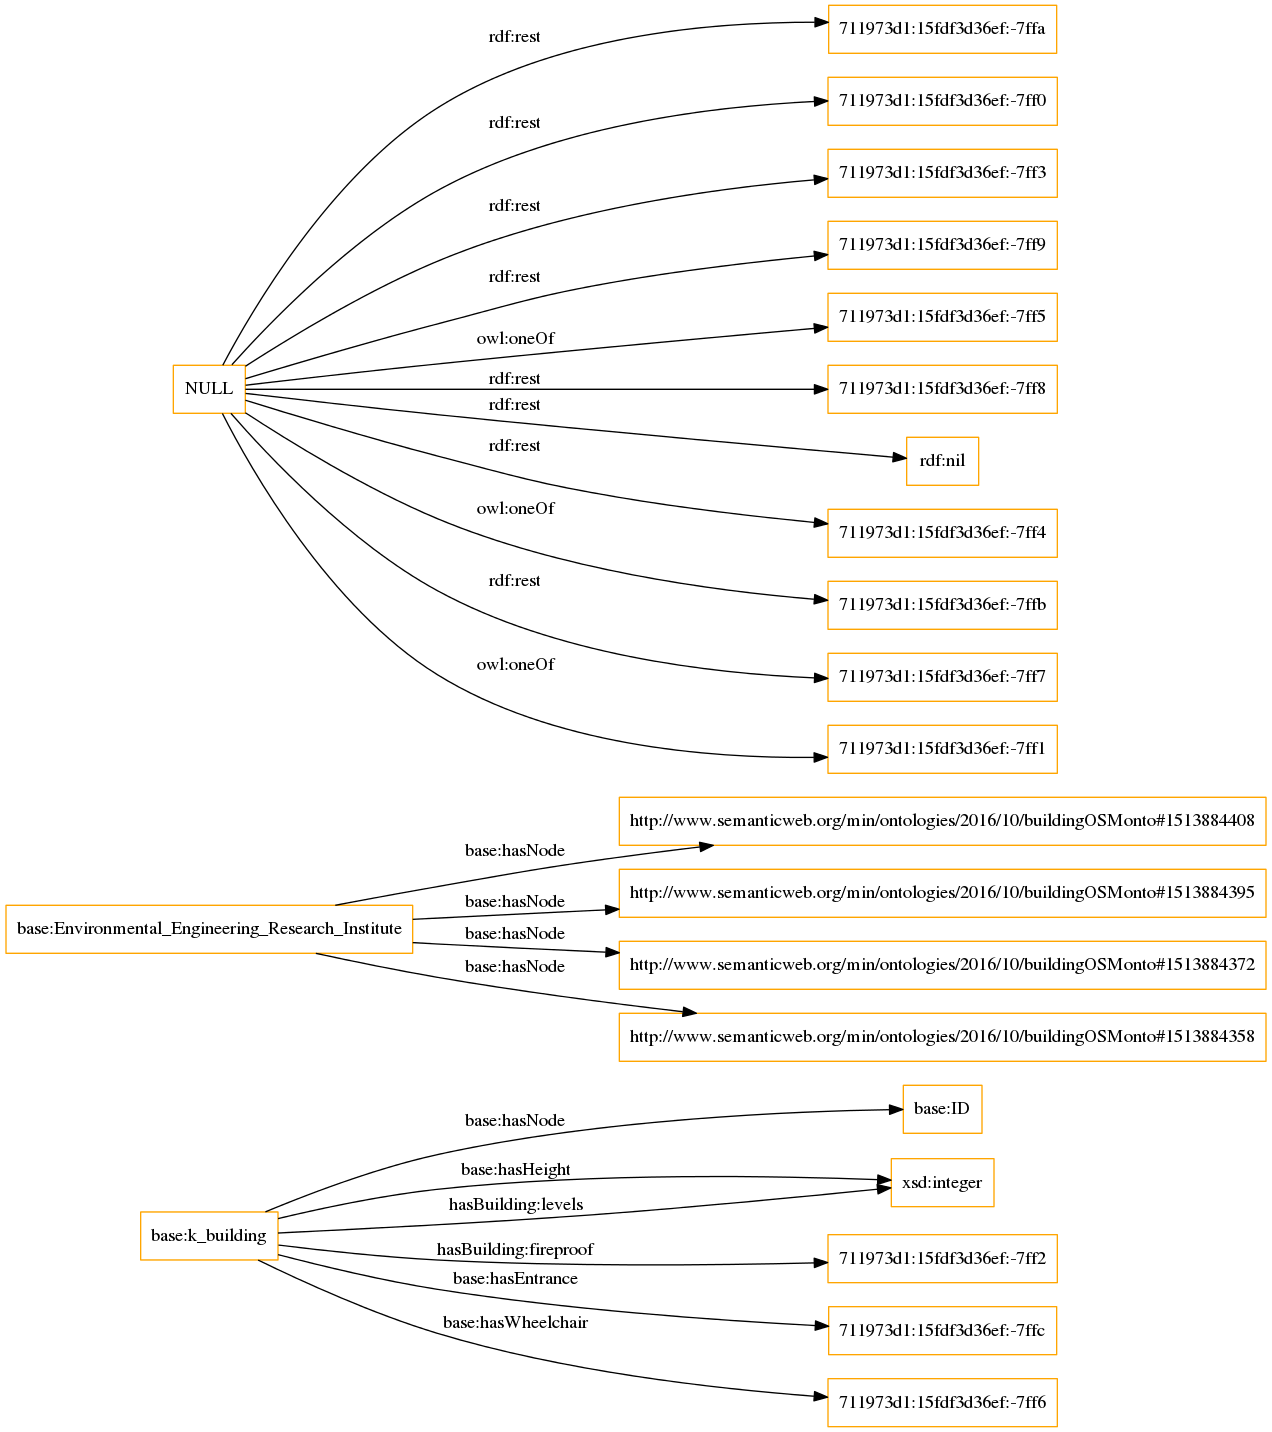 rdf:rest
711973d1:15fdf3d36ef:-7ffa
rdf:rest
711973d1:15fdf3d36ef:-7ff0
rdf:rest
711973d1:15fdf3d36ef:-7ff3
rdf:rest
711973d1:15fdf3d36ef:-7ff9
owl:oneOf
711973d1:15fdf3d36ef:-7ff5
NULL
rdf:rest
711973d1:15fdf3d36ef:-7ff8
rdf:rest
rdf:nil
rdf:rest
711973d1:15fdf3d36ef:-7ff4
owl:oneOf
711973d1:15fdf3d36ef:-7ffb
rdf:rest
711973d1:15fdf3d36ef:-7ff7
owl:oneOf
711973d1:15fdf3d36ef:-7ff1
http://www.semanticweb.org/min/ontologies/2016/10/buildingOSMonto#1513884408
base:hasNode
http://www.semanticweb.org/min/ontologies/2016/10/buildingOSMonto#1513884395
base:hasNode
base:Environmental_Engineering_Research_Institute
base:hasNode
http://www.semanticweb.org/min/ontologies/2016/10/buildingOSMonto#1513884372
base:hasNode
http://www.semanticweb.org/min/ontologies/2016/10/buildingOSMonto#1513884358
base:hasNode
base:ID
base:hasHeight
xsd:integer
hasBuilding:levels
base:k_building
hasBuilding:fireproof
711973d1:15fdf3d36ef:-7ff2
base:hasEntrance
711973d1:15fdf3d36ef:-7ffc
base:hasWheelchair
711973d1:15fdf3d36ef:-7ff6